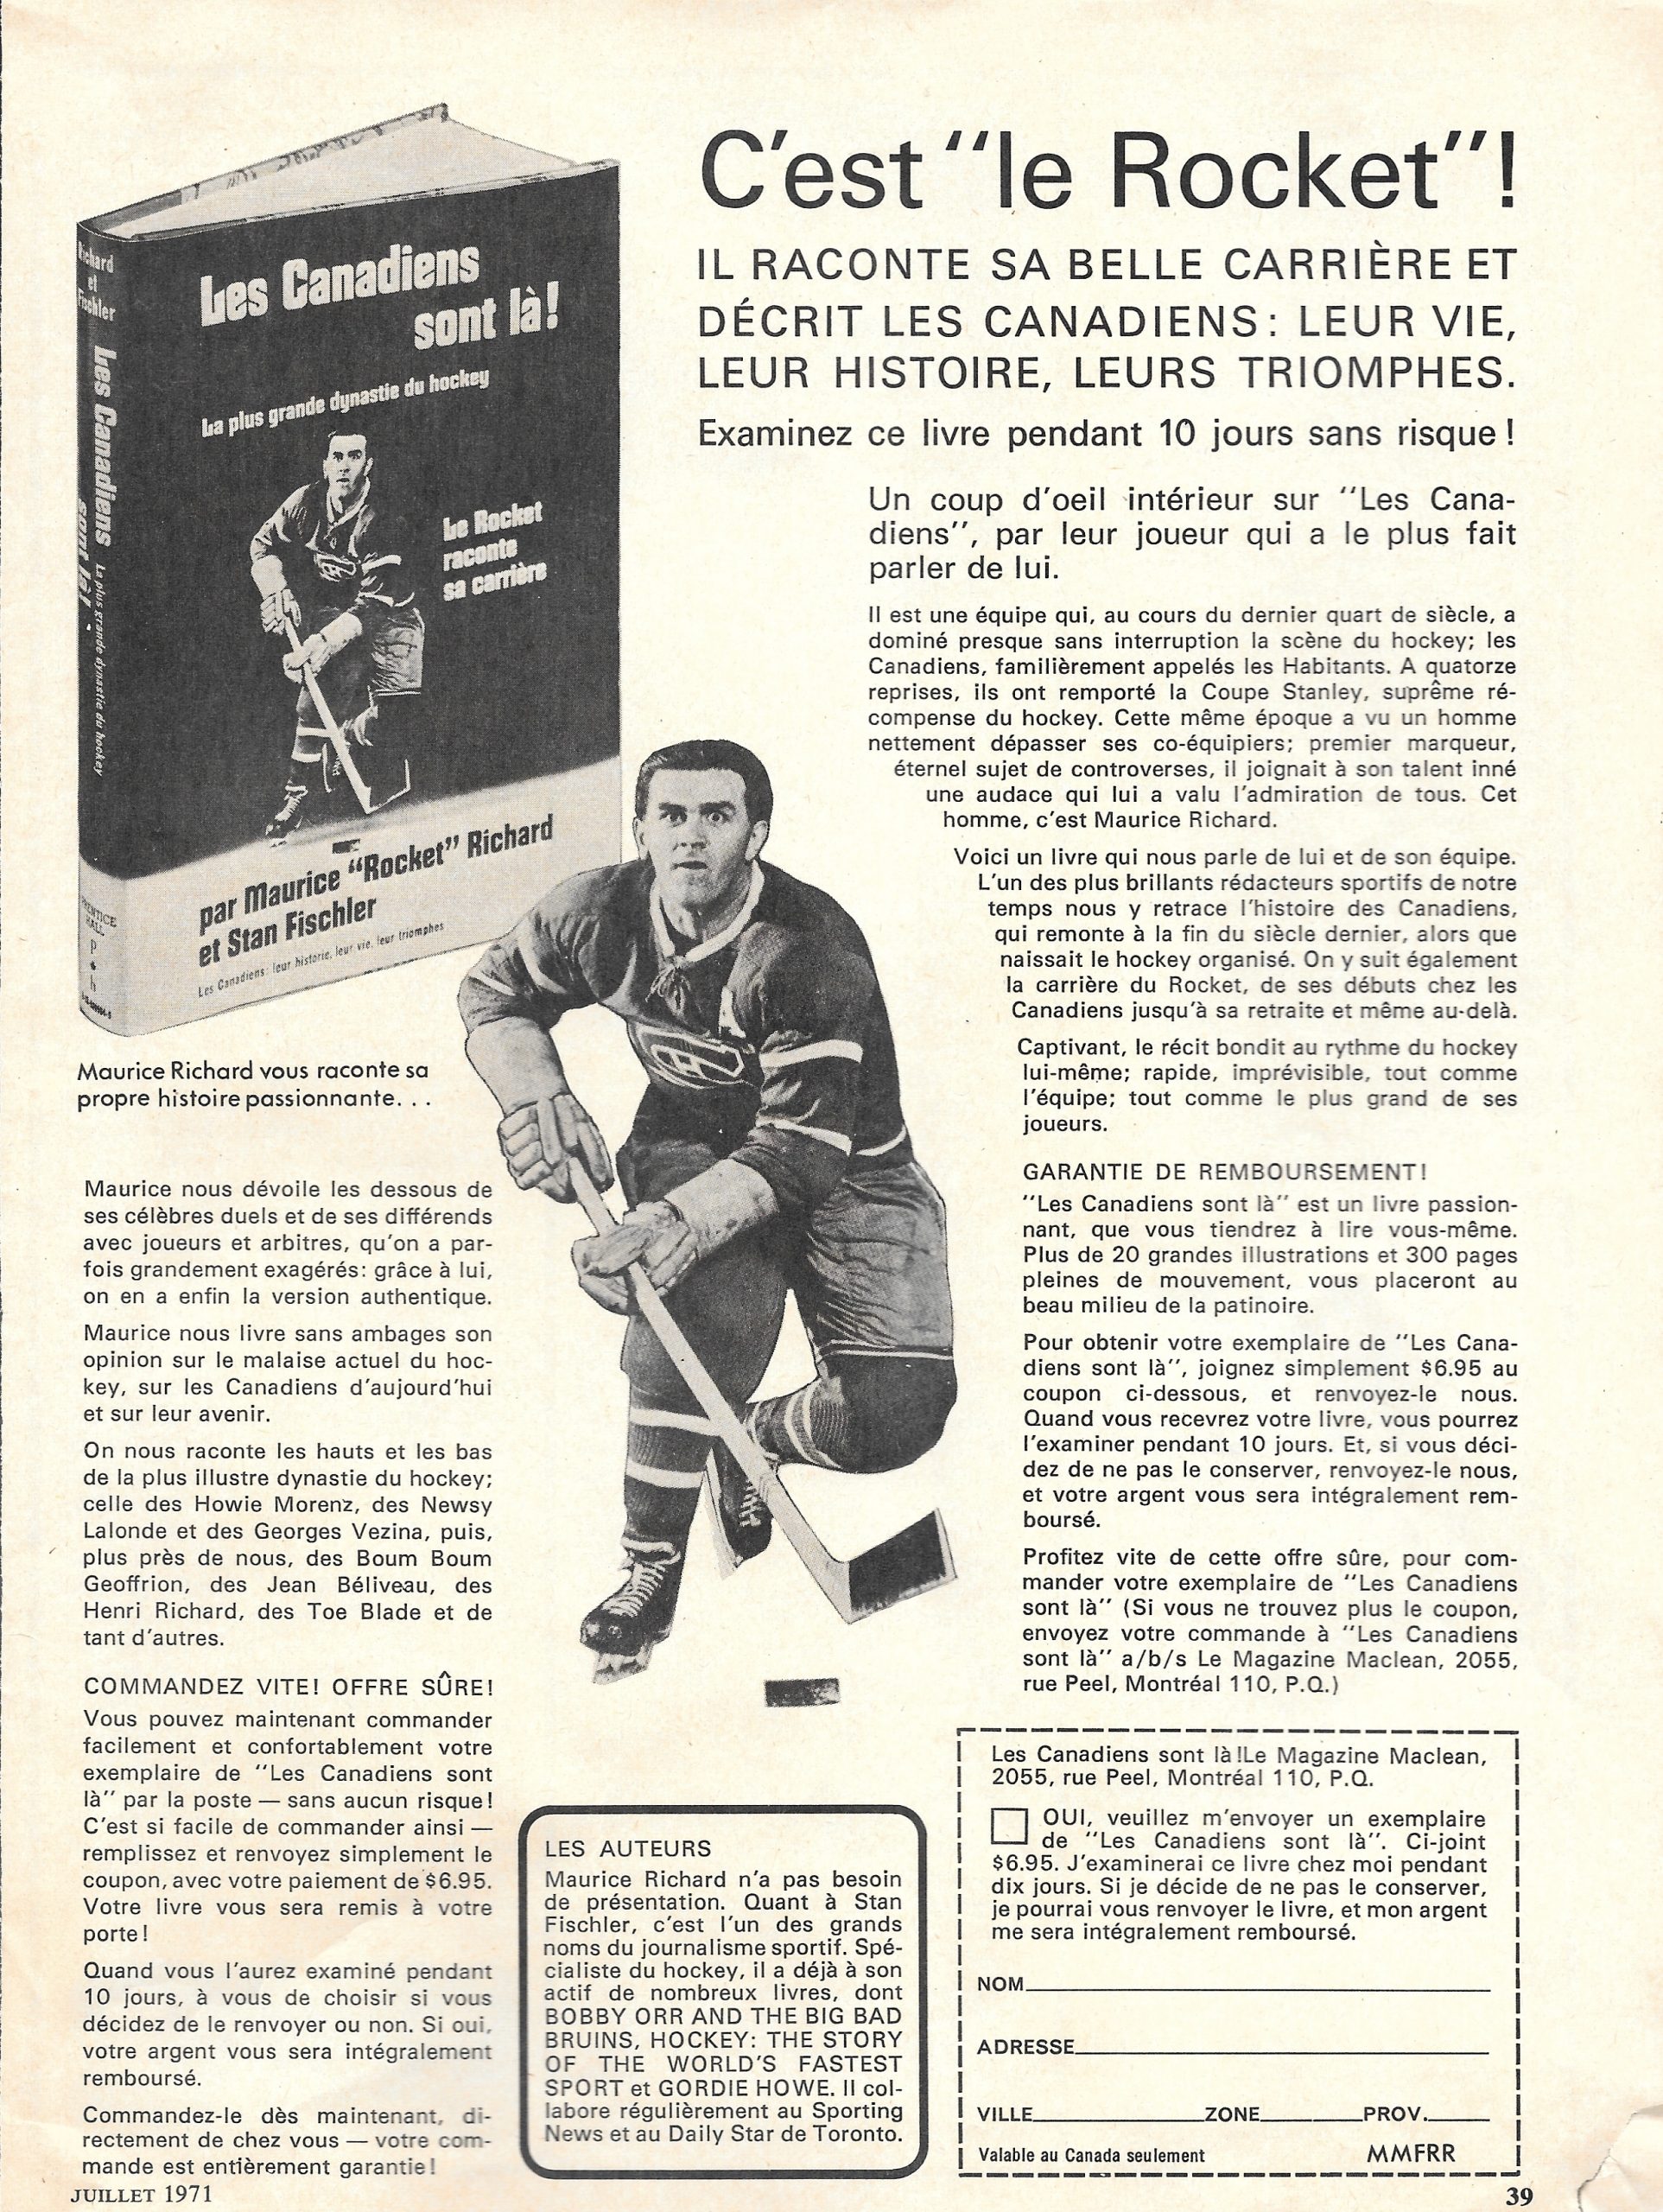 Richard
et
Fischler
Les Canadiens
sont là!
La plus grande dynastie du hockey
PRENTICE
HALL
p
h
Les Canadiens
sont là!
La plus grande dynastie du hockey
Le Rocket
raconte
sa carrière
par Maurice "Rocket" Richard
et Stan Fischler
Les Canadiens: leur historie, leur vie, leur triomphes
C'est "le Rocket"!
IL RACONTE SA BELLE CARRIÈRE ET
DÉCRIT LES CANADIENS: LEUR VIE,
LEUR HISTOIRE, LEURS TRIOMPHES.
Examinez ce livre pendant 10 jours sans risque!
Un coup d'oeil intérieur sur "Les Cana-
diens", par leur joueur qui a le plus fait
parler de lui.
Il est une équipe qui, au cours du dernier quart de siècle, a
dominé presque sans interruption la scène du hockey; les
Canadiens, familièrement appelés les Habitants. A quatorze
reprises, ils ont remporté la Coupe Stanley, suprême ré-
compense du hockey. Cette même époque a vu un homme
nettement dépasser ses co-équipiers; premier marqueur,
éternel sujet de controverses, il joignait à son talent inné
une audace qui lui a valu l'admiration de tous. Cet
homme, c'est Maurice Richard.
Voici un livre qui nous parle de lui et de son équipe.
L'un des plus brillants rédacteurs sportifs de notre
temps nous y retrace l'histoire des Canadiens,
qui remonte à la fin du siècle dernier, alors que
naissait le hockey organisé. On y suit également
la carrière du Rocket, de ses débuts chez les
Canadiens jusqu'à sa retraite et même au-delà.
Captivant, le récit bondit au rythme du hockey
lui-même; rapide, imprévisible, tout comme
l'équipe; tout comme le plus grand de ses
joueurs.
GARANTIE DE REMBOURSEMENT!
"Les Canadiens sont là" est un livre passion-
nant, que vous tiendrez à lire vous-même.
Plus de 20 grandes illustrations et 300 pages
pleines de mouvement, vous placeront au
beau milieu de la patinoire.
Pour obtenir votre exemplaire de "Les Cana-
diens sont là", joignez simplement $6.95 au
coupon ci-dessous, et renvoyez-le nous.
Quand vous recevrez votre livre, vous pourrez
l'examiner pendant 10 jours. Et, si vous déci-
dez de ne pas le conserver, renvoyez-le nous,
et votre argent vous sera intégralement rem-
boursé.
Profitez vite de cette offre sûre, pour com-
mander votre exemplaire de "Les Canadiens
sont là" (Si vous ne trouvez plus le coupon,
envoyez votre commande à "Les Canadiens
sont là" a/b/s Le Magazine Maclean, 2055,
rue Peel, Montréal 110, P.Q.)
Maurice Richard vous raconte sa
propre histoire passionnante. . .
Maurice nous dévoile les dessous de
ses célèbres duels et de ses différends
avec joueurs et arbitres, qu'on a par-
fois grandement exagérés: grâce à lui,
on en a enfin la version authentique.
Maurice nous livre sans ambages son
opinion sur le malaise actuel du hoc-
key, sur les Canadiens d'aujourd'hui
et sur leur avenir.
On nous raconte les hauts et les bas
de la plus illustre dynastie du hockey;
celle des Howie Morenz, des Newsy
Lalonde et des Georges Vezina, puis,
plus près de nous, des Boum Boum
Geoffrion, des Jean Béliveau, des
Henri Richard, des Toe Blade et de
tant d'autres.
COMMANDEZ VITE! OFFRE SÛRE!
Vous pouvez maintenant commander
facilement et confortablement votre
exemplaire de "Les Canadiens sont
là" par la poste — sans aucun risque!
C'est si facile de commander ainsi —
remplissez et renvoyez simplement le
coupon, avec votre paiement de $6.95.
Votre livre vous sera remis à votre
porte!
Quand vous l'aurez examiné pendant
10 jours, à vous de choisir si vous
décidez de le renvoyer ou non. Si oui,
votre argent vous sera intégralement
remboursé.
Commandez-le dès maintenant, di-
rectement de chez vous — votre com-
mande est entièrement garantie!
LES AUTEURS
Maurice Richard n'a pas besoin
de présentation. Quant à Stan
Fischler, c'est l'un des grands
noms du journalisme sportif. Spé-
cialiste du hockey, il a déjà à son
actif de nombreux livres, dont
BOBBY ORR AND THE BIG BAD
BRUINS, HOCKEY: THE STORY
OF THE WORLD'S FASTEST
SPORT et GORDIE HOWE. Il col-
labore régulièrement au Sporting
News et au Daily Star de Toronto.
Les Canadiens sont là!Le Magazine Maclean,
2055, rue Peel, Montréal 110, P.Q.
OUI, veuillez m'envoyer un exemplaire
de "Les Canadiens sont là". Ci-joint
$6.95. J'examinerai ce livre chez moi pendant
dix jours. Si je décide de ne pas le conserver,
je pourrai vous renvoyer le livre, et mon argent
me sera intégralement remboursé.
NOM
ADRESSE
VILLE ZONE PROV.
Valable au Canada seulement MMFRR
JUILLET 1971
39